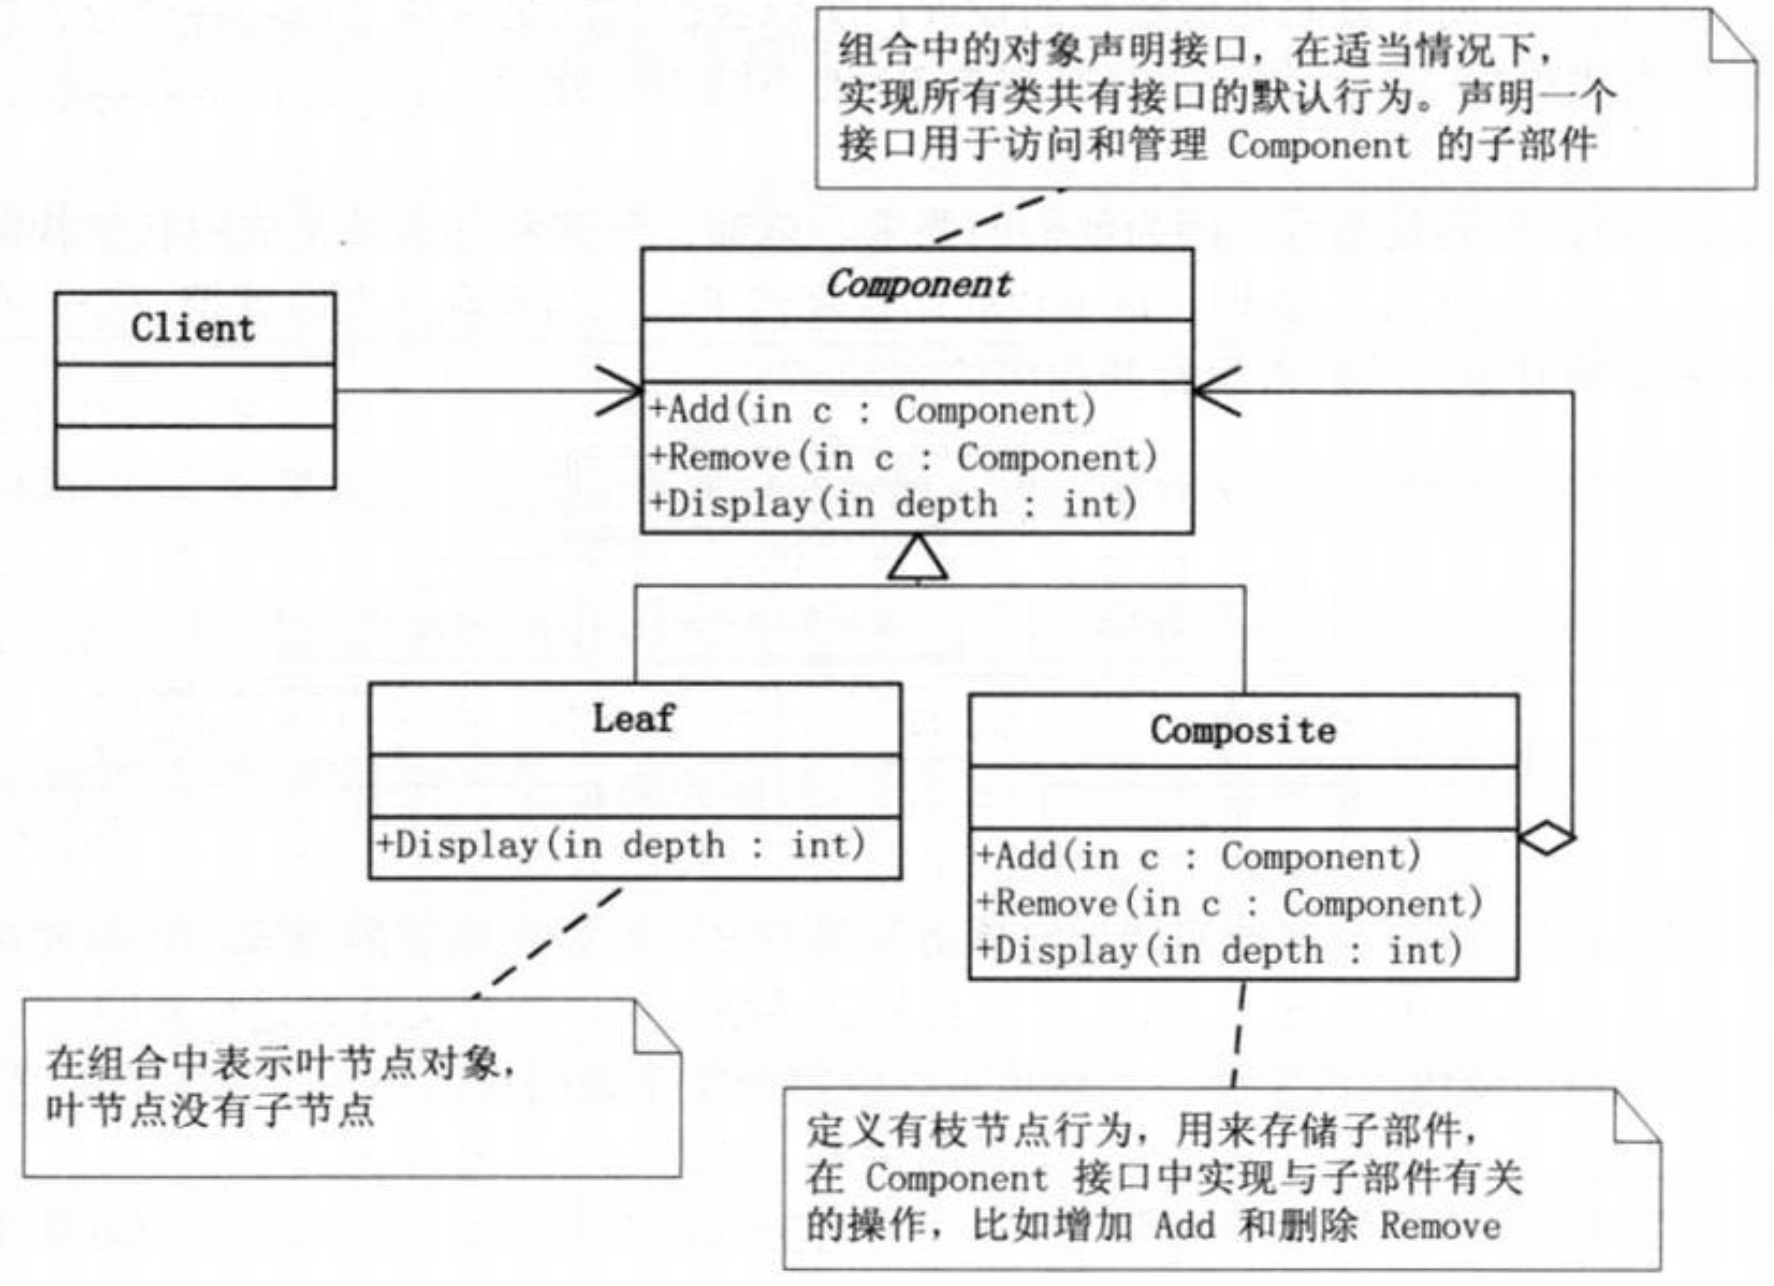 组合中的对象声明接口，在适当情况下，
实现所有类共有接口的默认行为。声明一个
接口用于访问和管理 Component 的子部件
Component
+Add(in c : Component)
+Remove(in c : Component)
+Display(in depth : int)
Client
Leaf
+Display(in depth : int)
Composite
+Add(in c : Component)
+Remove(in c : Component)
+Display(in depth : int)
在组合中表示叶节点对象，
叶节点没有子节点
定义有枝节点行为，用来存储子部件，
在 Component 接口中实现与子部件有关
的操作，比如增加 Add 和删除 Remove